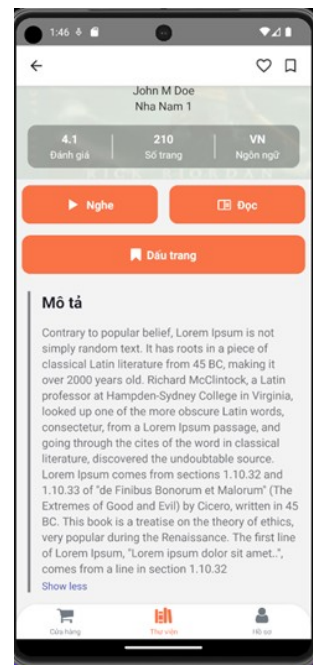 1:46
John M Doe
Nha Nam 1
4.1 210 VN
Đánh giá Số trang Ngôn ngữ
RICK RIORDAN
Nghe Đọc
Dấu trang
Mô tả
Contrary to popular belief, Lorem Ipsum is not
simply random text. It has roots in a piece of
classical Latin literature from 45 BC, making it
over 2000 years old. Richard McClintock, a Latin
professor at Hampden-Sydney College in Virginia,
looked up one of the more obscure Latin words,
consectetur, from a Lorem Ipsum passage, and
going through the cites of the word in classical
literature, discovered the undoubtable source.
Lorem Ipsum comes from sections 1.10.32 and
1.10.33 of "de Finibus Bonorum et Malorum" (The
Extremes of Good and Evil) by Cicero, written in 45
BC. This book is a treatise on the theory of ethics,
very popular during the Renaissance. The first line
of Lorem Ipsum, "Lorem ipsum dolor sit amet..",
comes from a line in section 1.10.32
Show less
Cửa hàng Thư viện Hồ sơ